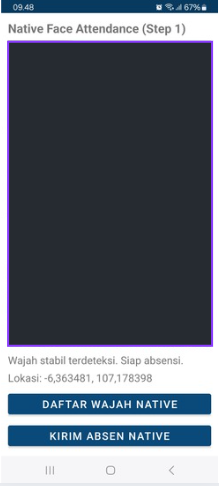 09.48 67%
Native Face Attendance (Step 1)
Wajah stabil terdeteksi. Siap absensi.
Lokasi: -6,363481, 107,178398
DAFTAR WAJAH NATIVE
KIRIM ABSEN NATIVE